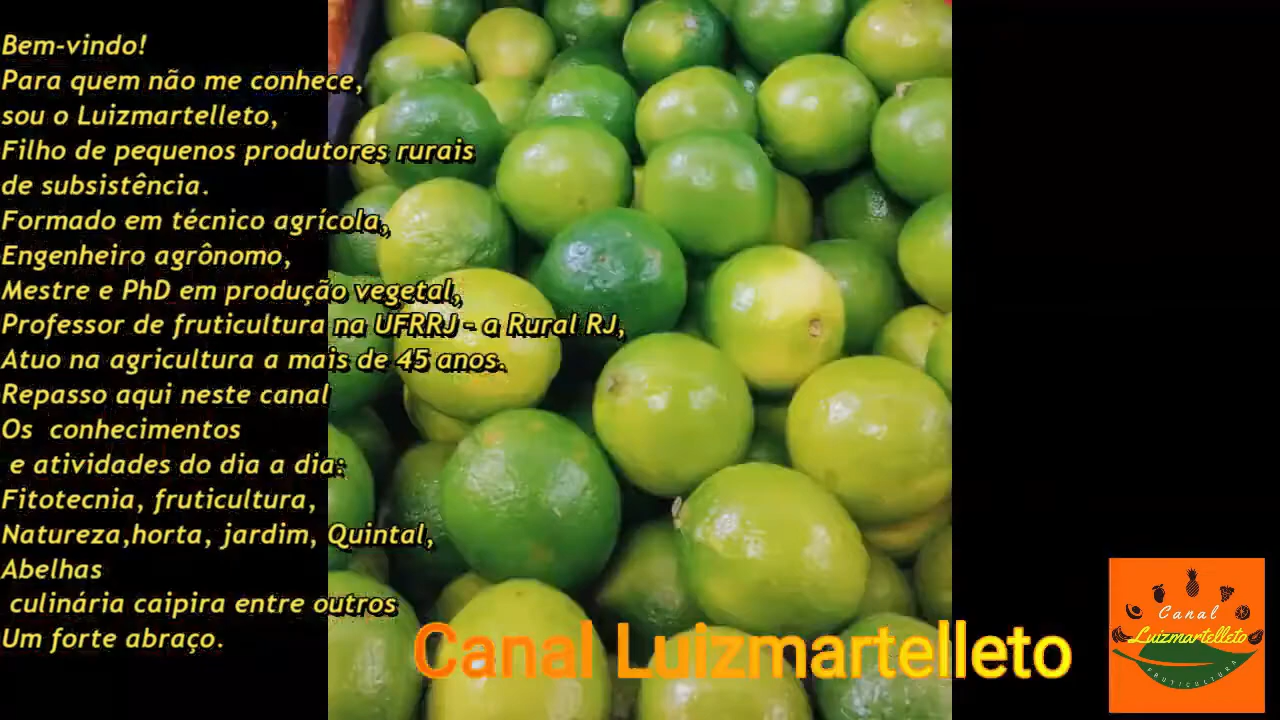 Bem-vindo!
Para quem não me conhece,
sou o Luizmartelleto,
Filho de pequenos produtores rurais
de subsistência.
Formado em técnico agrícola,
Engenheiro agrônomo,
Mestre e PhD em produção vegetal,
Professor de fruticultura na UFRRJ - a Rural RJ,
Atuo na agricultura a mais de 45 anos.
Repasso aqui neste canal
Os conhecimentos
e atividades do dia a dia:
Fitotecnia, fruticultura,
Natureza,horta, jardim, Quintal,
Abelhas
culinária caipira entre outros
Um forte abraço.
Canal Luizmartelleto
Canal
Luizmartelleto
FRUTICULTURA